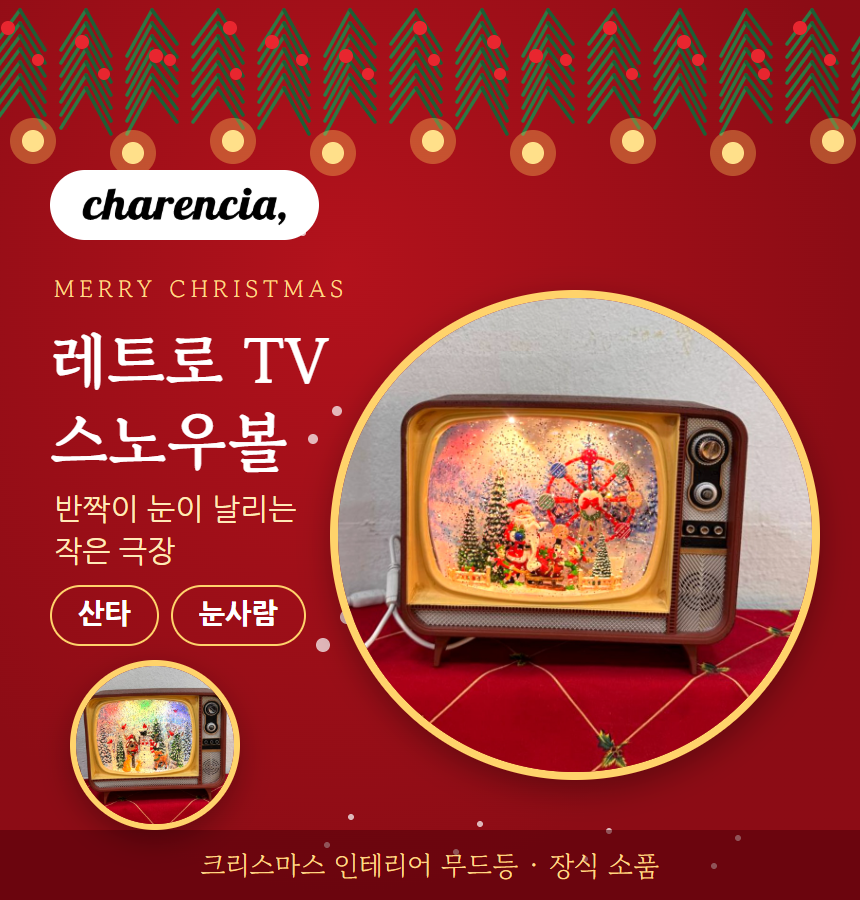 charencia,
MERRY CHRISTMAS
레트로 TV
스노우볼
반짝이 눈이 날리는
작은 극장
산타
눈사람
크리스마스 인테리어 무드등 · 장식 소품